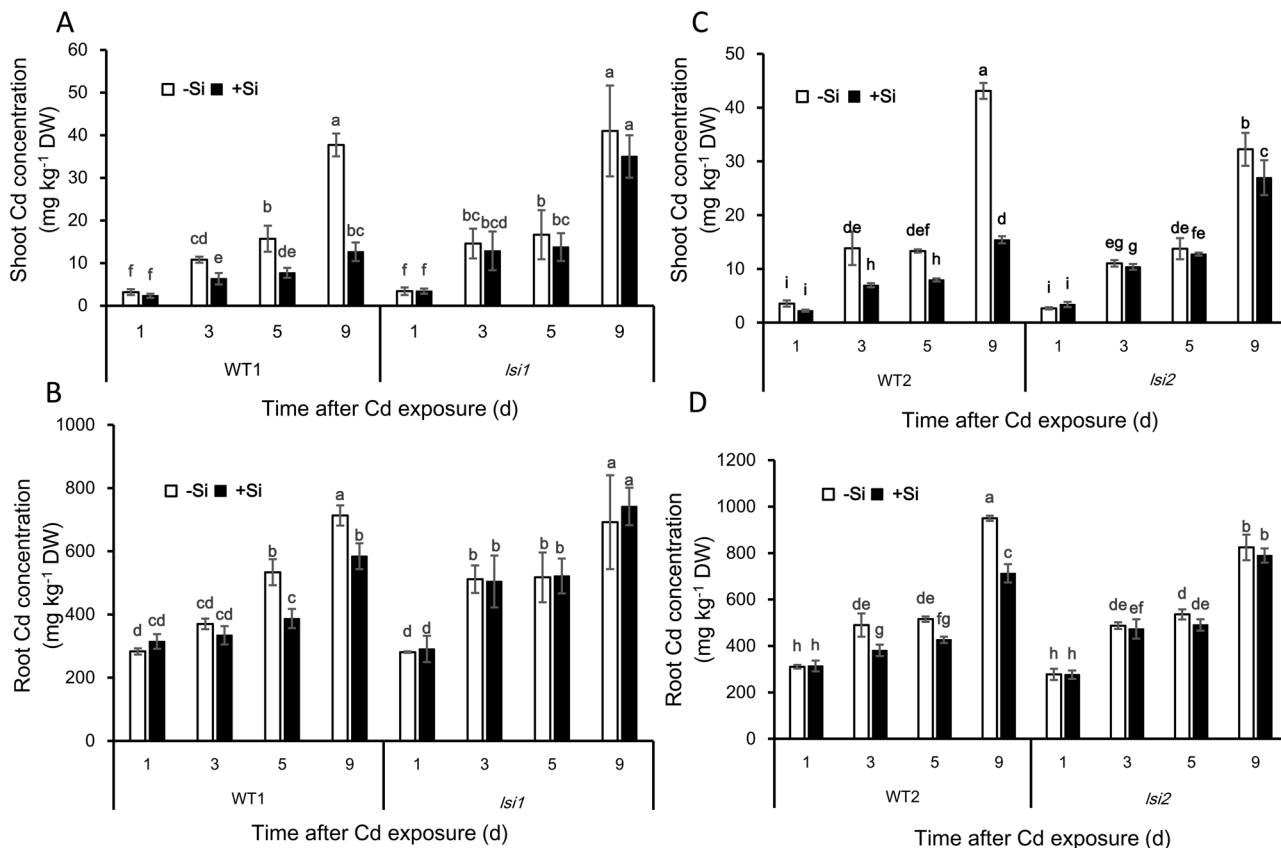 A
Shoot Cd concentration
(mg kg⁻¹ DW)
60
50
40
30
20
10
0
-Si +Si
f f cd e b de a bc f f bc bcd b bc a a
1 3 5 9 1 3 5 9
WT1 lsi1
Time after Cd exposure (d)
B
Root Cd concentration
(mg kg⁻¹ DW)
1000
800
600
400
200
0
-Si +Si
d d cd cd b c a b d d b b b b a a
1 3 5 9 1 3 5 9
WT1 lsi1
Time after Cd exposure (d)
C
Shoot Cd concentration
(mg kg⁻¹ DW)
50
40
30
20
10
0
-Si +Si
i i de h def h a d i i eg g de fe b c
1 3 5 9 1 3 5 9
WT2 lsi2
Time after Cd exposure (d)
D
Root Cd concentration
(mg kg⁻¹ DW)
1200
1000
800
600
400
200
0
-Si +Si
h h de g de fg a c h h de ef d de b b
1 3 5 9 1 3 5 9
WT2 lsi2
Time after Cd exposure (d)